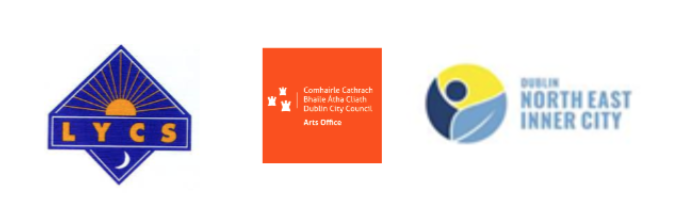 LYCS
Comhairle Cathrach
Bhaile Átha Cliath
Dublin City Council
Arts Office
DUBLIN
NORTH EAST
INNER CITY